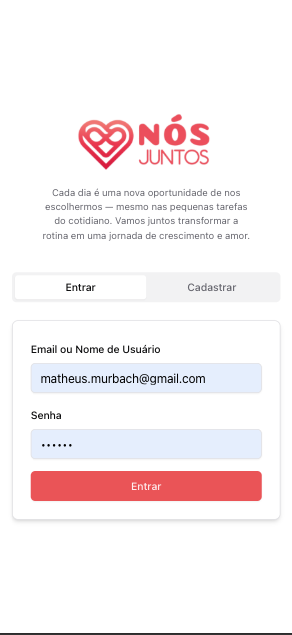 NÓS
JUNTOS
Cada dia é uma nova oportunidade de nos
escolhermos — mesmo nas pequenas tarefas
do cotidiano. Vamos juntos transformar a
rotina em uma jornada de crescimento e amor.
Entrar
Cadastrar
Email ou Nome de Usuário
matheus.murbach@gmail.com
Senha
••••••
Entrar